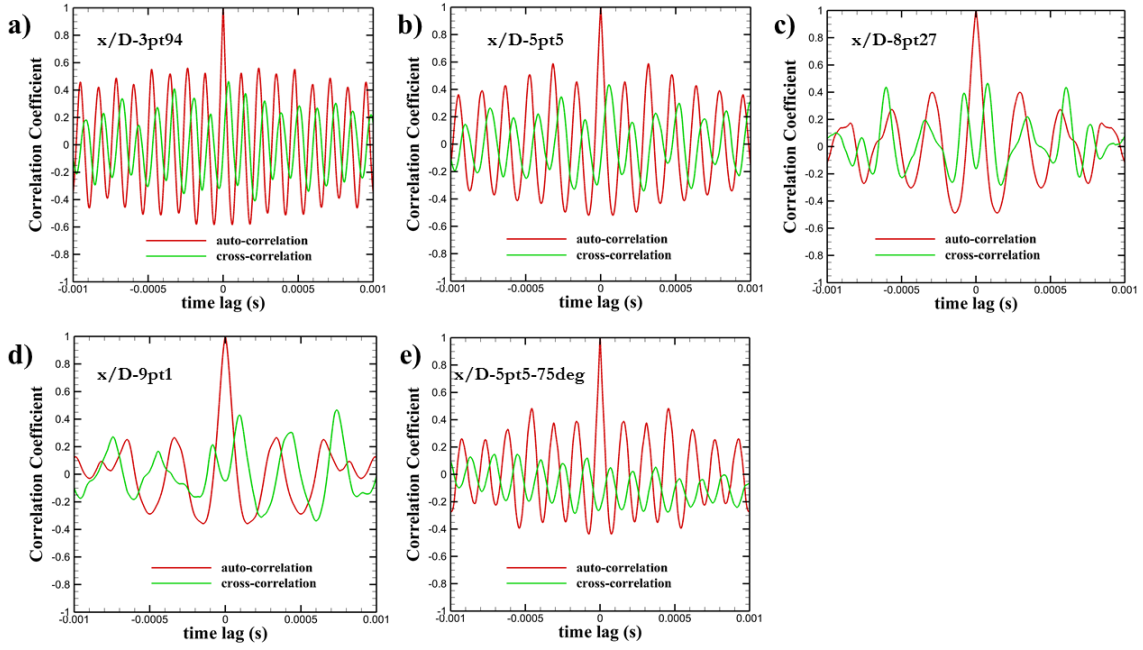 a)
x/D-3pt94
Correlation Coefficient
1
0.8
0.6
0.4
0.2
0
-0.2
-0.4
-0.6
-0.8
-1
auto-correlation
cross-correlation
-0.001
-0.0005
0
0.0005
0.001
time lag (s)
b)
x/D-5pt5
Correlation Coefficient
1
0.8
0.6
0.4
0.2
0
-0.2
-0.4
-0.6
-0.8
-1
auto-correlation
cross-correlation
-0.001
-0.0005
0
0.0005
0.001
time lag (s)
c)
x/D-8pt27
Correlation Coefficient
1
0.8
0.6
0.4
0.2
0
-0.2
-0.4
-0.6
-0.8
-1
auto-correlation
cross-correlation
-0.001
-0.0005
0
0.0005
0.001
time lag (s)
d)
x/D-9pt1
Correlation Coefficient
1
0.8
0.6
0.4
0.2
0
-0.2
-0.4
-0.6
-0.8
-1
auto-correlation
cross-correlation
-0.001
-0.0005
0
0.0005
0.001
time lag (s)
e)
x/D-5pt5-75deg
Correlation Coefficient
1
0.8
0.6
0.4
0.2
0
-0.2
-0.4
-0.6
-0.8
-1
auto-correlation
cross-correlation
-0.001
-0.0005
0
0.0005
0.001
time lag (s)